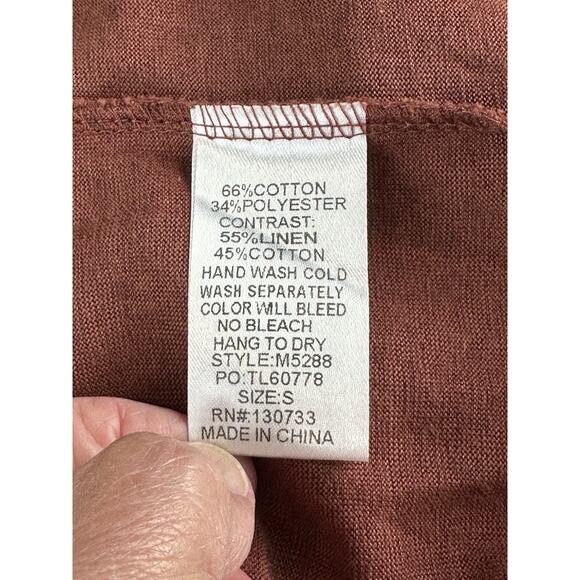 66%COTTON
34%POLYESTER
CONTRAST:
55%LINEN
45%COTTON
HAND WASH COLD
WASH SEPARATELY
COLOR WILL BLEED
NO BLEACH
HANG TO DRY
STYLE:M5288
PO:TL60778
SIZE:S
RN#:130733
MADE IN CHINA